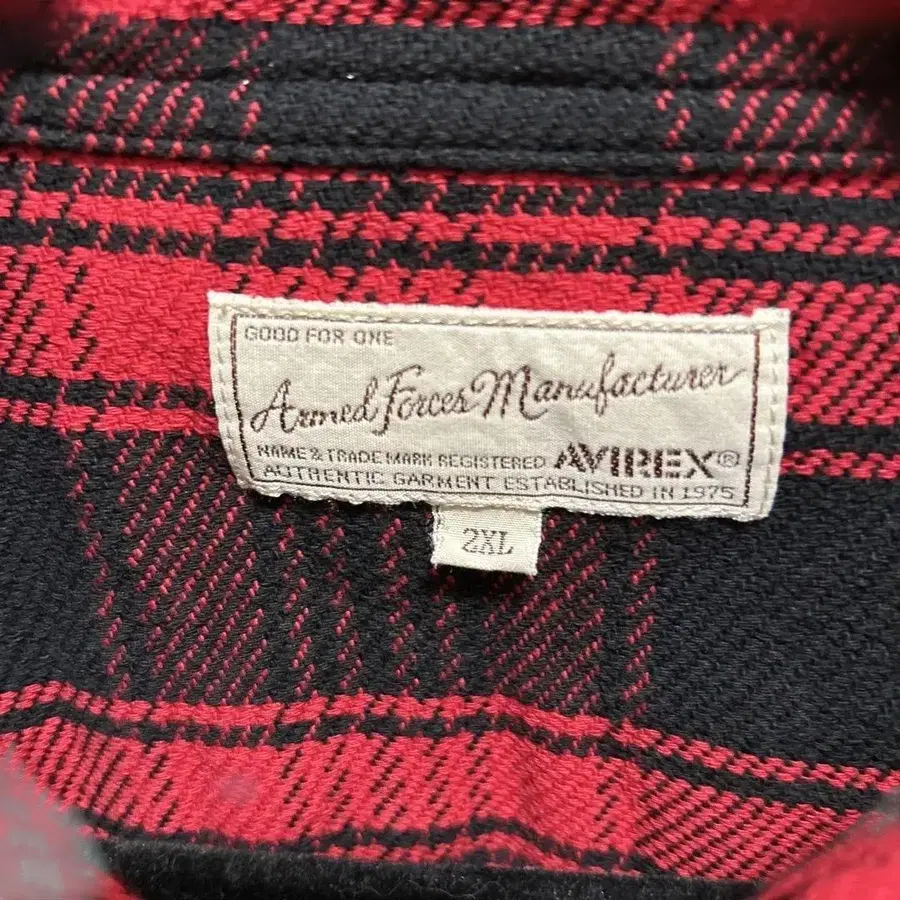 GOOD FOR ONE
Armed Forces Manufacturer
NAME & TRADE MARK REGISTERED AVIREX®
AUTHENTIC GARMENT ESTABLISHED IN 1975
2XL